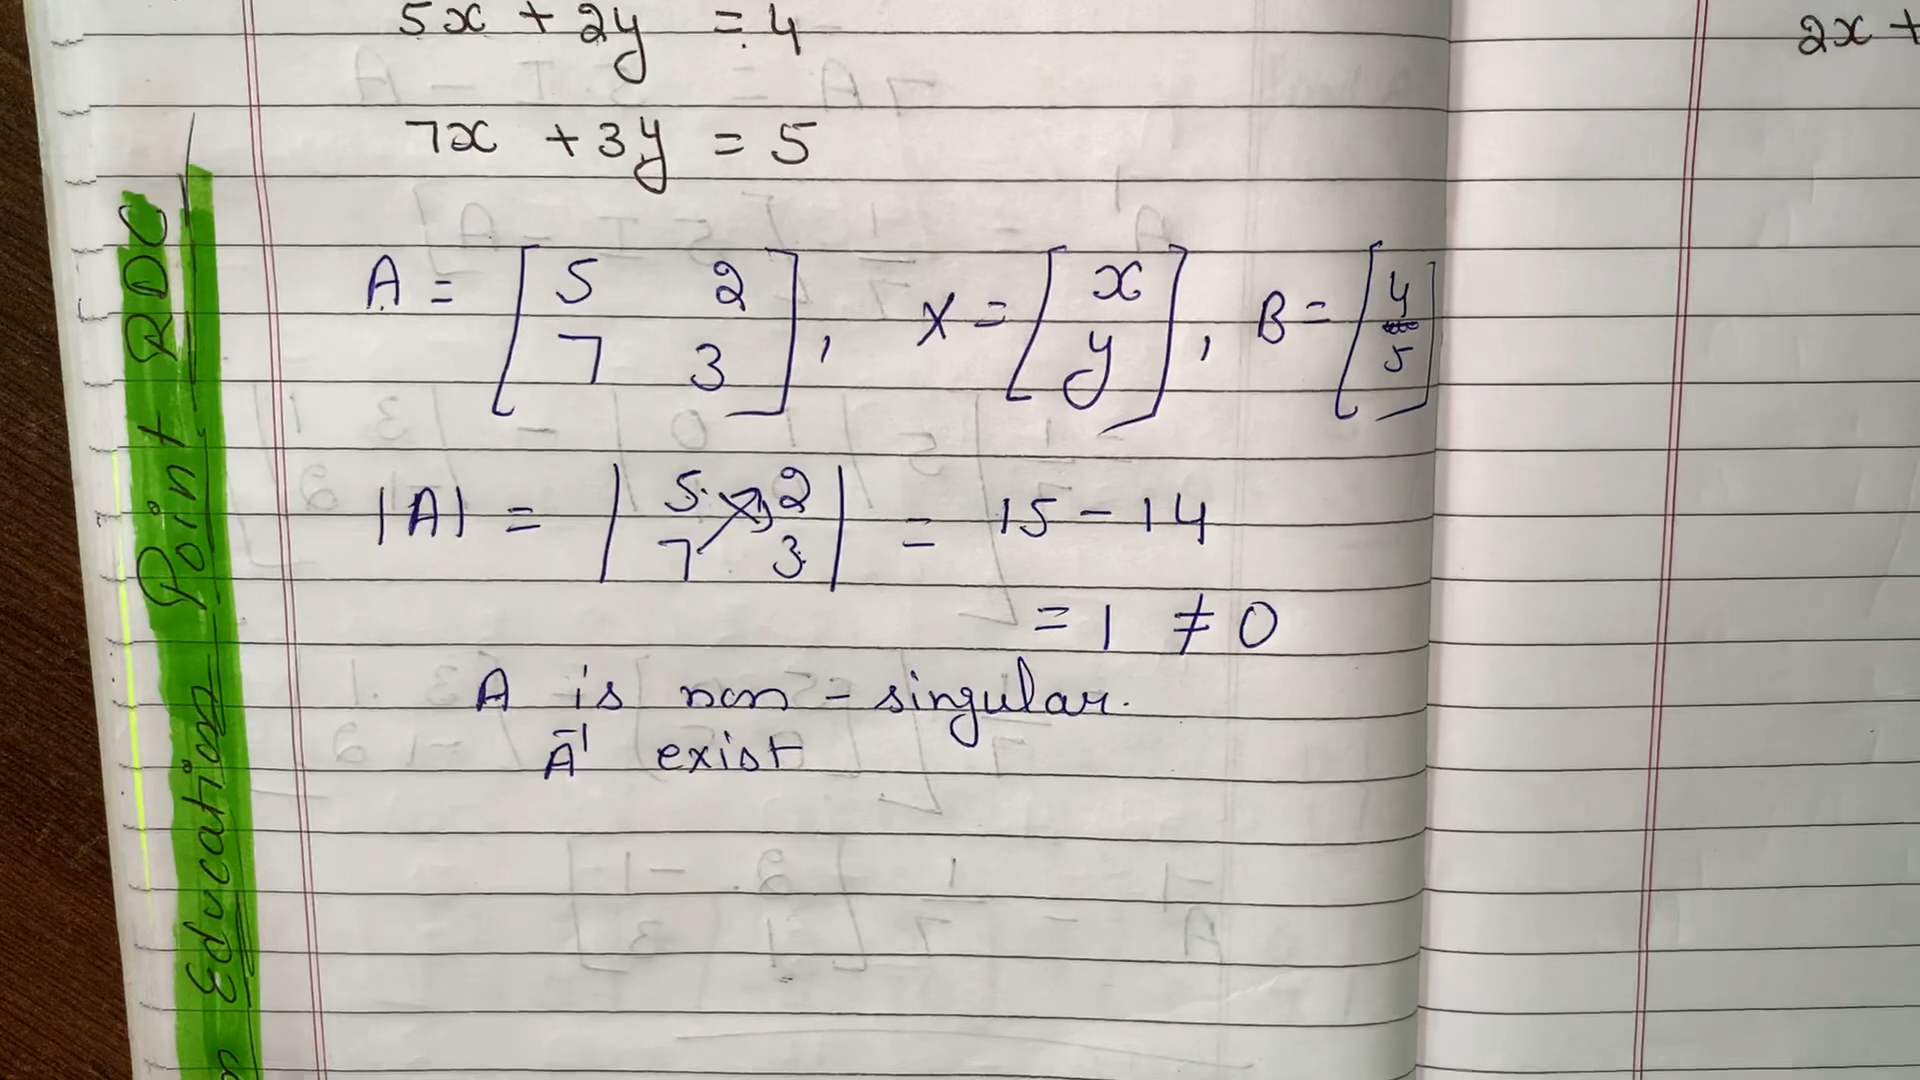 5x + 2y = 4
2x +
7x + 3y = 5
A = [5 2
7 3], X = [x
y], B = [4
5]
|A| = |5 2
7 3| = 15 - 14
= 1 ≠ 0
A is non - singular.
A⁻¹ exist
Education Point RDC